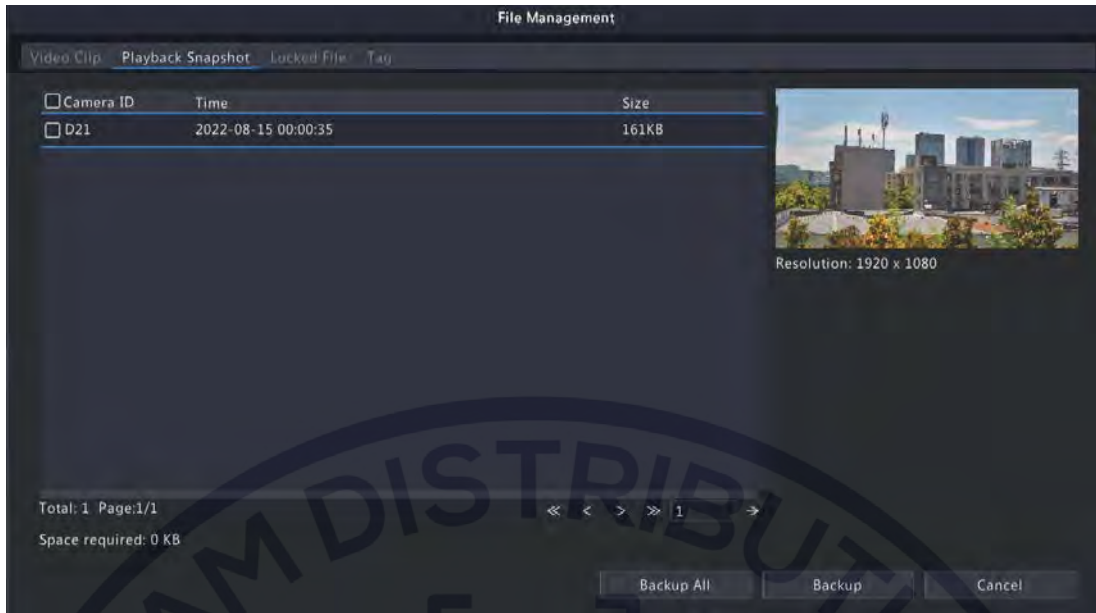 File Management
Video Clip Playback Snapshot Locked File Tag
Camera ID Time Size
D21 2022-08-15 00:00:35 161KB
Resolution: 1920 x 1080
Total: 1 Page:1/1 « < > » 1 →
Space required: 0 KB
Backup All Backup Cancel
AM DISTRIBUT